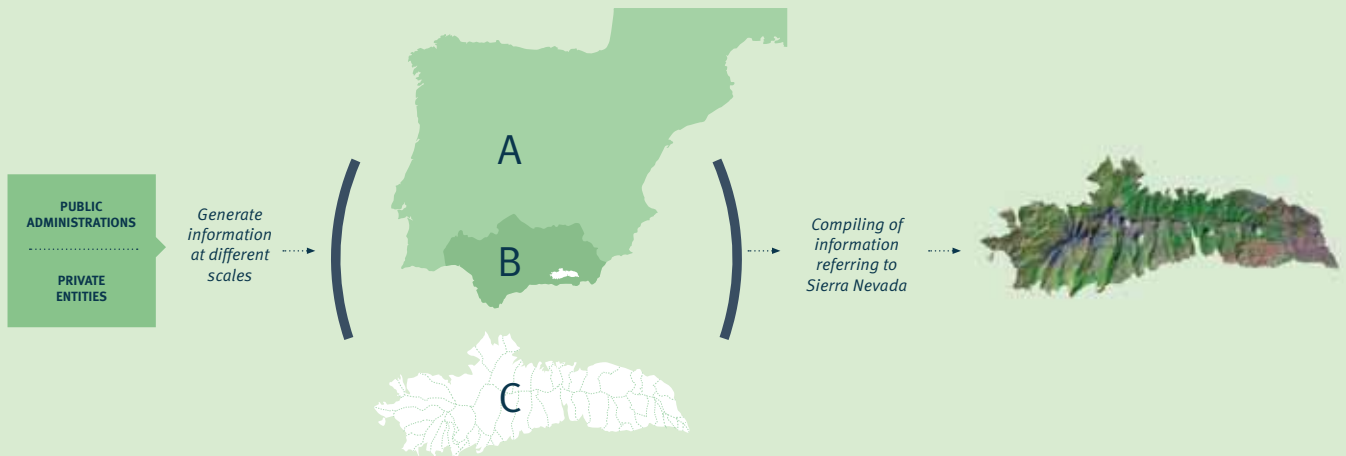 PUBLIC
ADMINISTRATIONS
PRIVATE
ENTITIES
Generate
information
at different
scales
A
B
C
Compiling of
information
referring to
Sierra Nevada